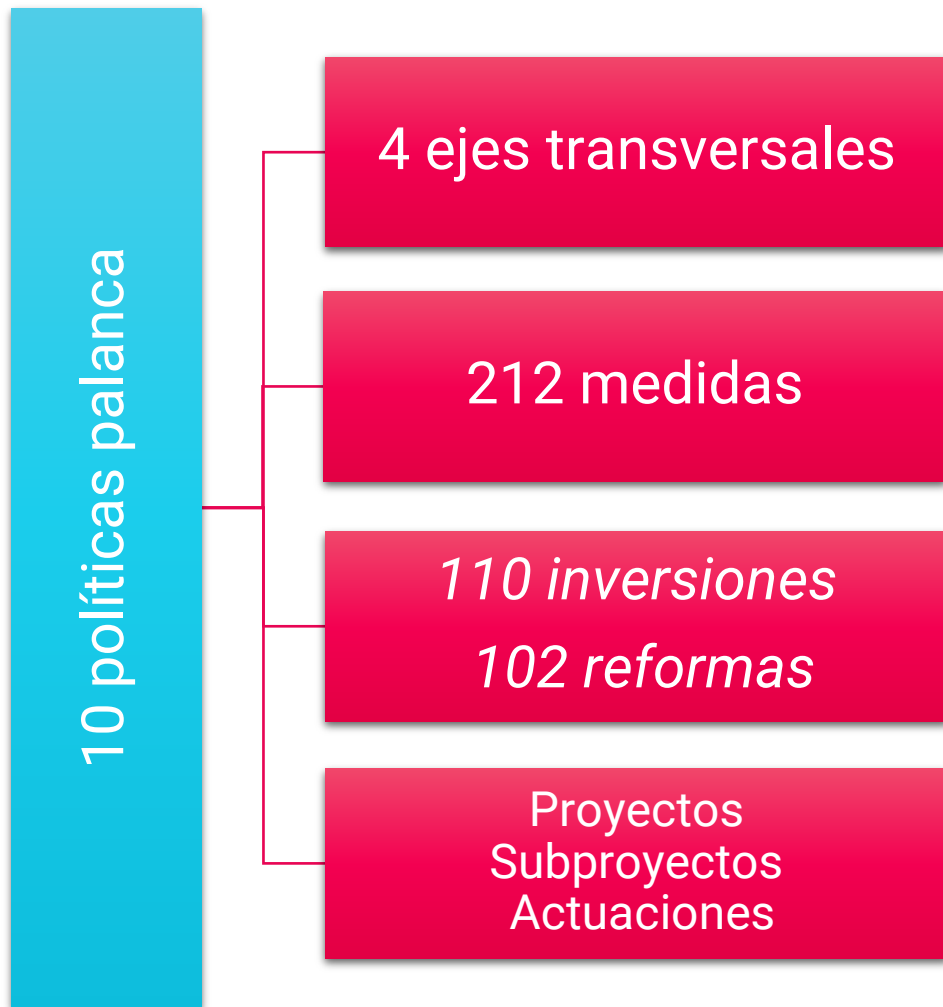 10 políticas palanca
4 ejes transversales
212 medidas
110 inversiones
102 reformas
Proyectos
Subproyectos
Actuaciones